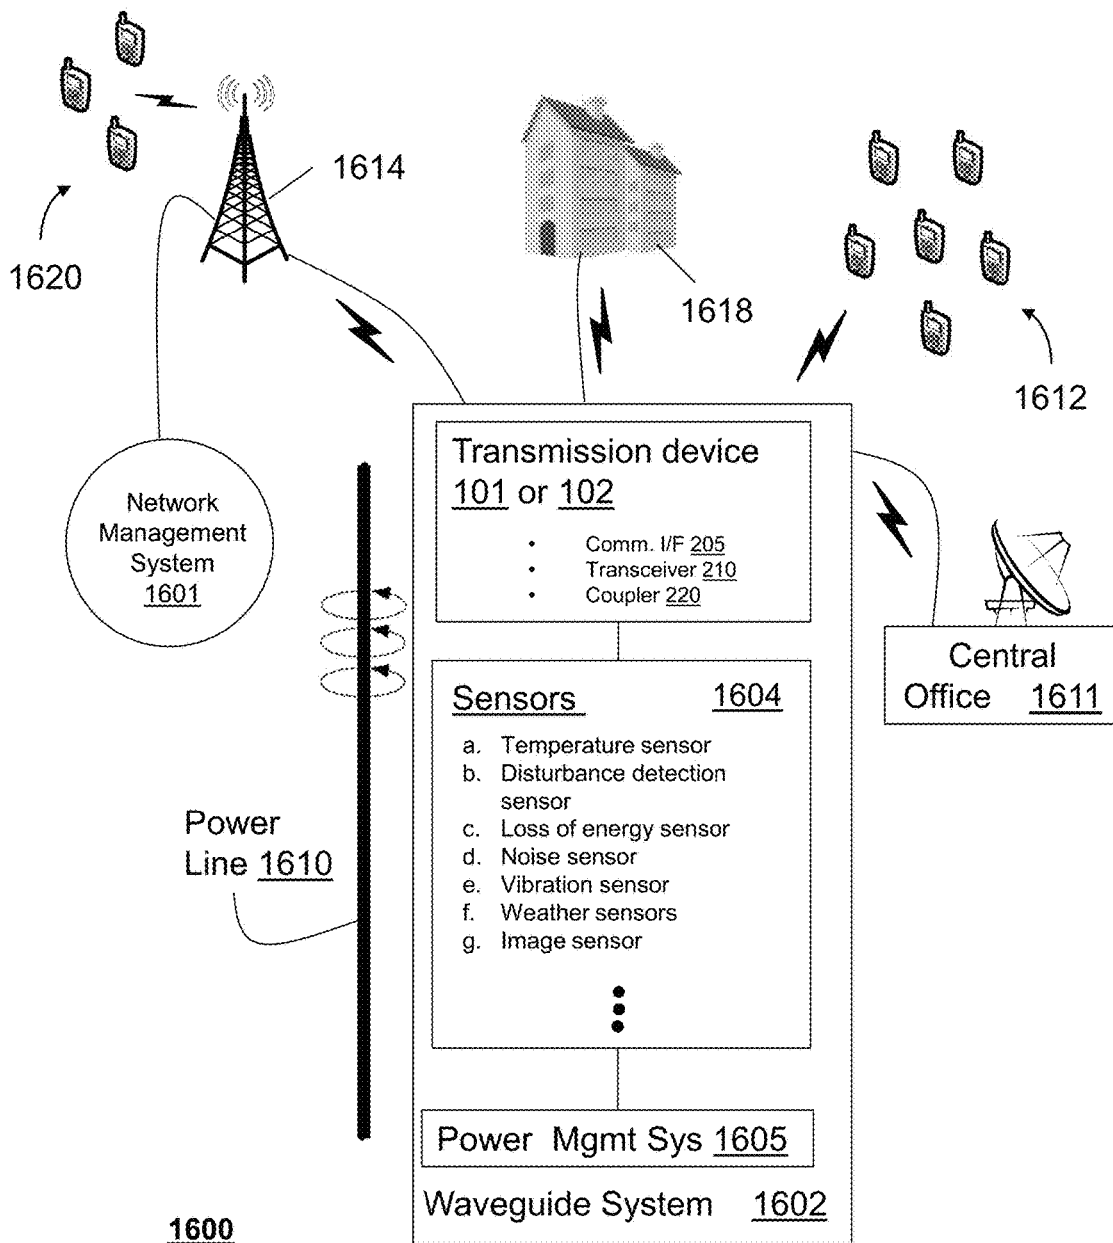 1614
1620
1618
1612
Network
Management
System
1601
Transmission device
101 or 102
• Comm. I/F 205
• Transceiver 210
• Coupler 220
Central
Office 1611
Sensors 1604
a. Temperature sensor
b. Disturbance detection
sensor
c. Loss of energy sensor
d. Noise sensor
e. Vibration sensor
f. Weather sensors
g. Image sensor
Power
Line 1610
Power Mgmt Sys 1605
Waveguide System 1602
1600